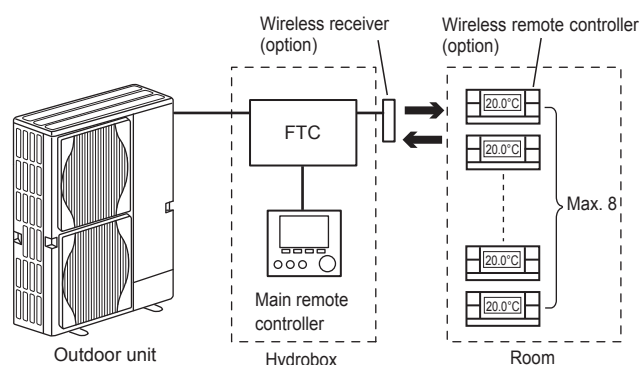 Wireless receiver
(option)
Wireless remote controller
(option)
FTC
20.0°C
20.0°C
Max. 8
20.0°C
20.0°C
Main remote
controller
Outdoor unit
Hydrobox
Room